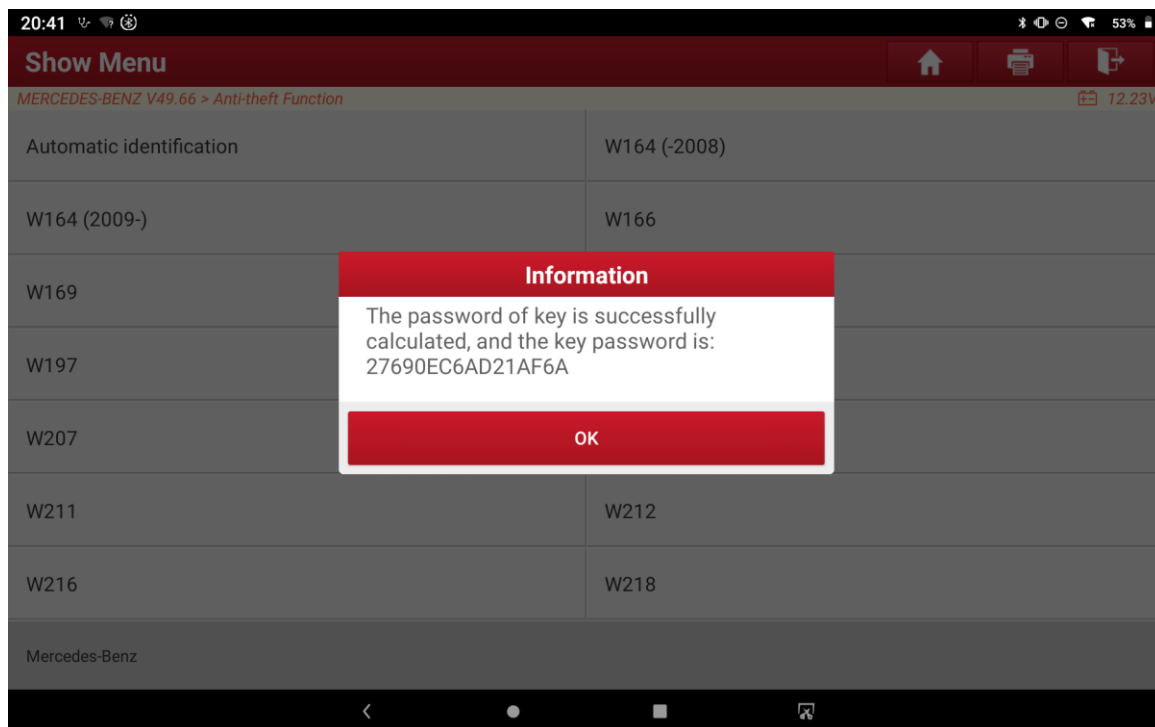 20:41 53%
Show Menu
MERCEDES-BENZ V49.66 > Anti-theft Function 12.23V
Automatic identification W164 (-2008)
W164 (2009-) W166
W169
W197
W207
W211 W212
W216 W218
Mercedes-Benz
Information
The password of key is successfully
calculated, and the key password is:
27690EC6AD21AF6A
OK